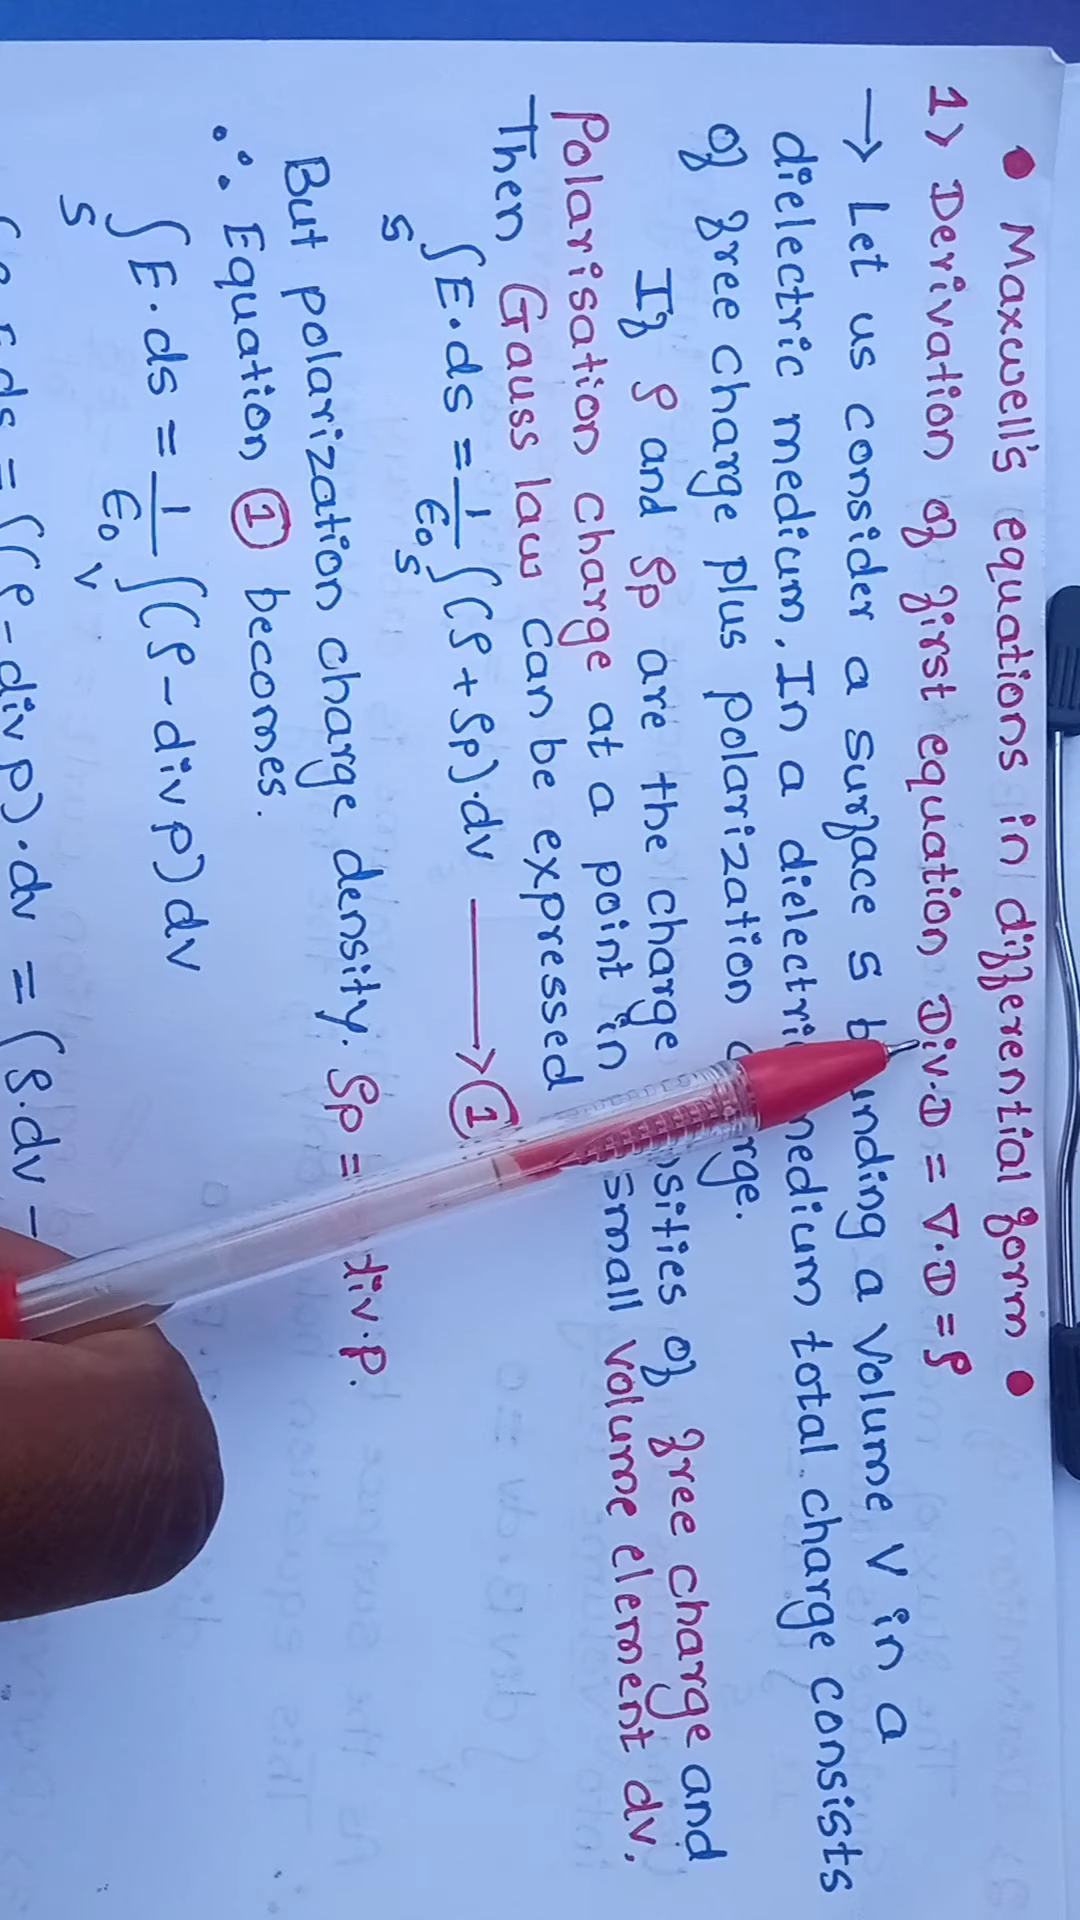 • Maxwell's equations in differential form •
1> Derivation of first equation Div.D = ∇.D = ρ
→ Let us consider a surface s bounding a volume V in a
dielectric medium. In a dielectric medium total charge consists
of free charge plus polarization charge.
If ρ and ρp are the charge densities of free charge and
Polarisation charge at a point in small volume element dv.
Then Gauss law can be expressed
∫s E.ds = 1/ϵ0 ∫s (ρ + ρp).dv → ①
But polarization charge density. ρp = div.P.
∴ Equation ① becomes.
∫s E.ds = 1/ϵ0 ∫v (ρ - div P) dv
E.ds = ∫(ρ - div P).dv = ∫ρ.dv -